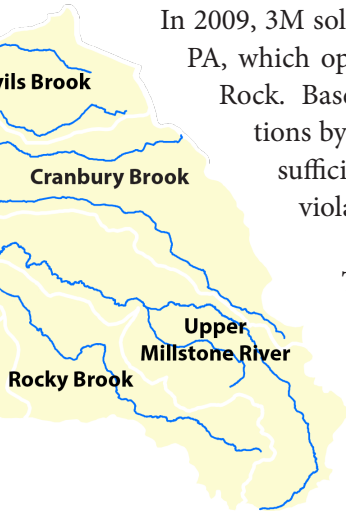 In 2009, 3M sol
PA, which op
Rock. Base
tions by
suffici
viola
T
vils Brook
Cranbury Brook
Upper
Millstone River
Rocky Brook